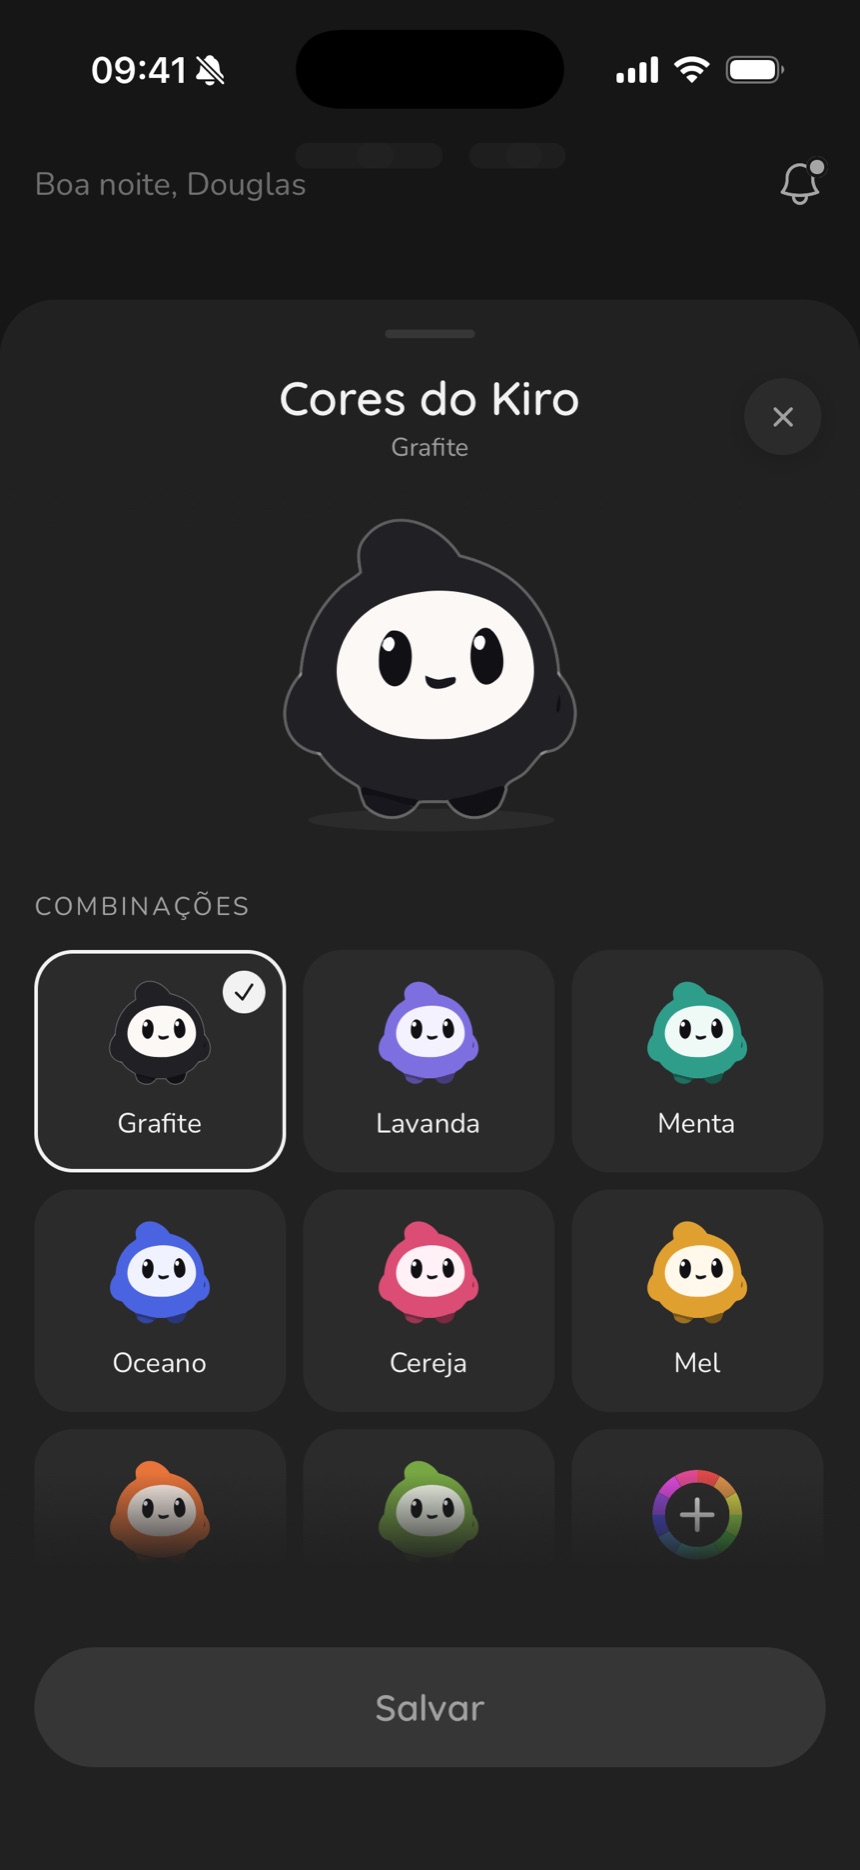 09:41
Boa noite, Douglas
Cores do Kiro
Grafite
COMBINAÇÕES
Grafite
Lavanda
Menta
Oceano
Cereja
Mel
Salvar